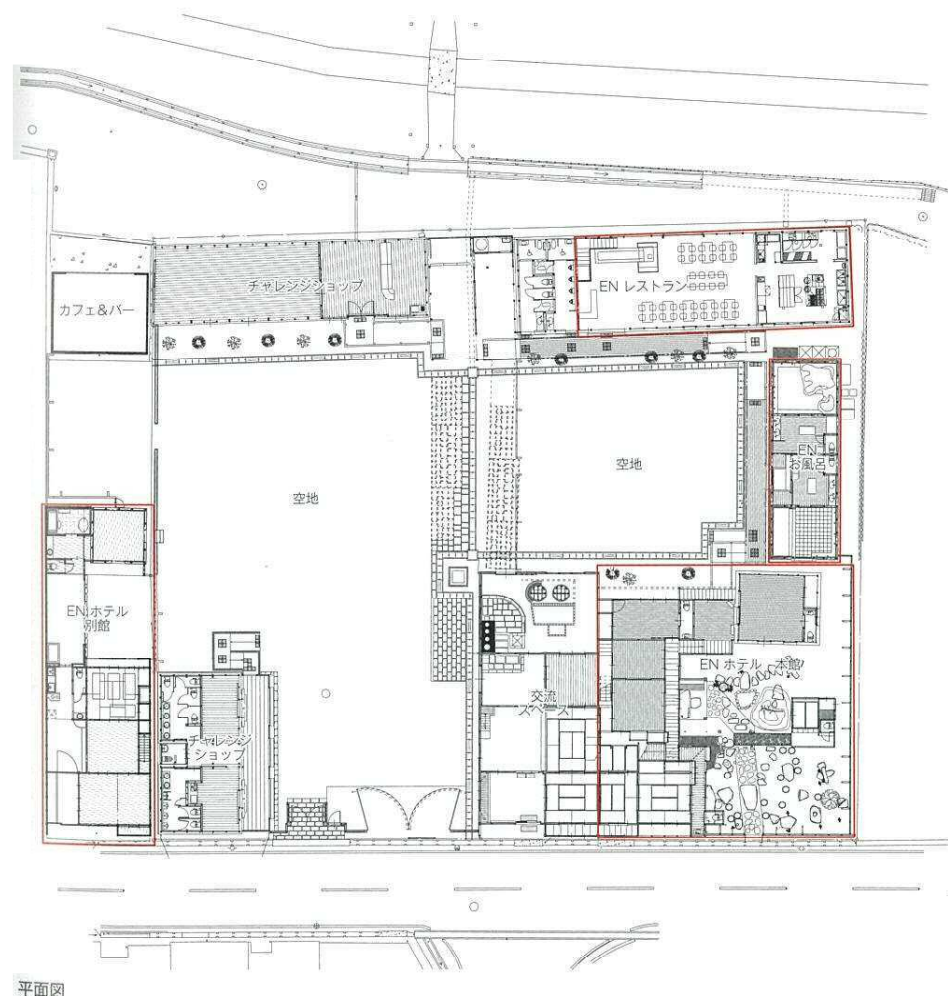 チャレンジショップ
EN レストラン
カフェ&バー
EN
お風呂
空地
空地
EN ホテル
別館
EN ホテル 本館
交流
スペース
チャレンジ
ショップ
平面図